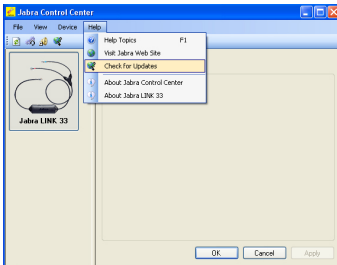 Jabra Control Center
File View Device Help
Help Topics F1
Visit Jabra Web Site
Check for Updates
About Jabra Control Center
About Jabra LINK 33
Jabra LINK 33
OK Cancel Apply